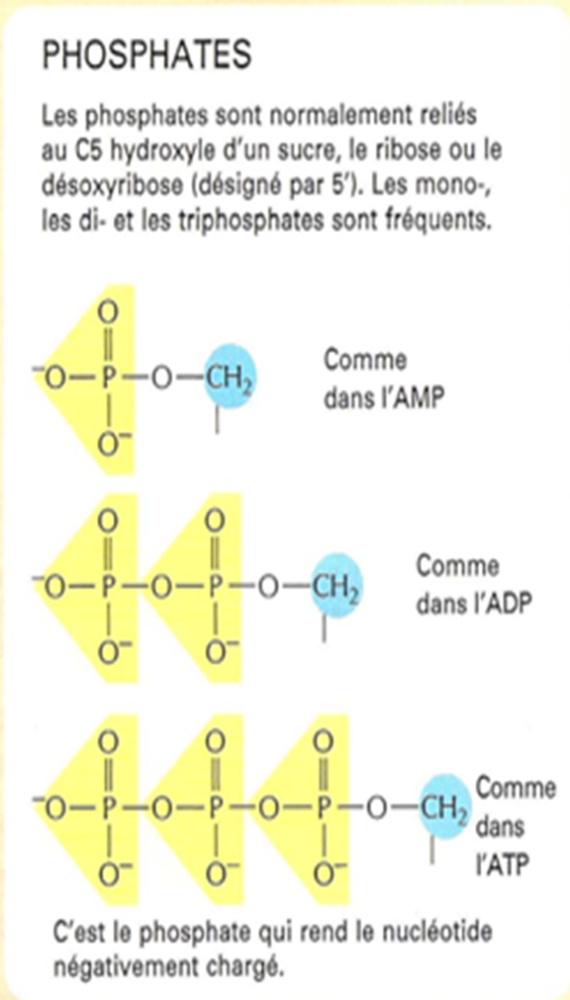 PHOSPHATES
Les phosphates sont normalement reliés
au C5 hydroxyle d'un sucre, le ribose ou le
désoxyribose (désigné par 5'). Les mono-,
les di- et les triphosphates sont fréquents.
O
⁻O—P—O—CH₂
O⁻
Comme
dans l'AMP
O O
⁻O—P—O—P—O—CH₂
O⁻ O⁻
Comme
dans l'ADP
O O O
⁻O—P—O—P—O—P—O—CH₂
O⁻ O⁻ O⁻
Comme
dans
l'ATP
C'est le phosphate qui rend le nucléotide
négativement chargé.